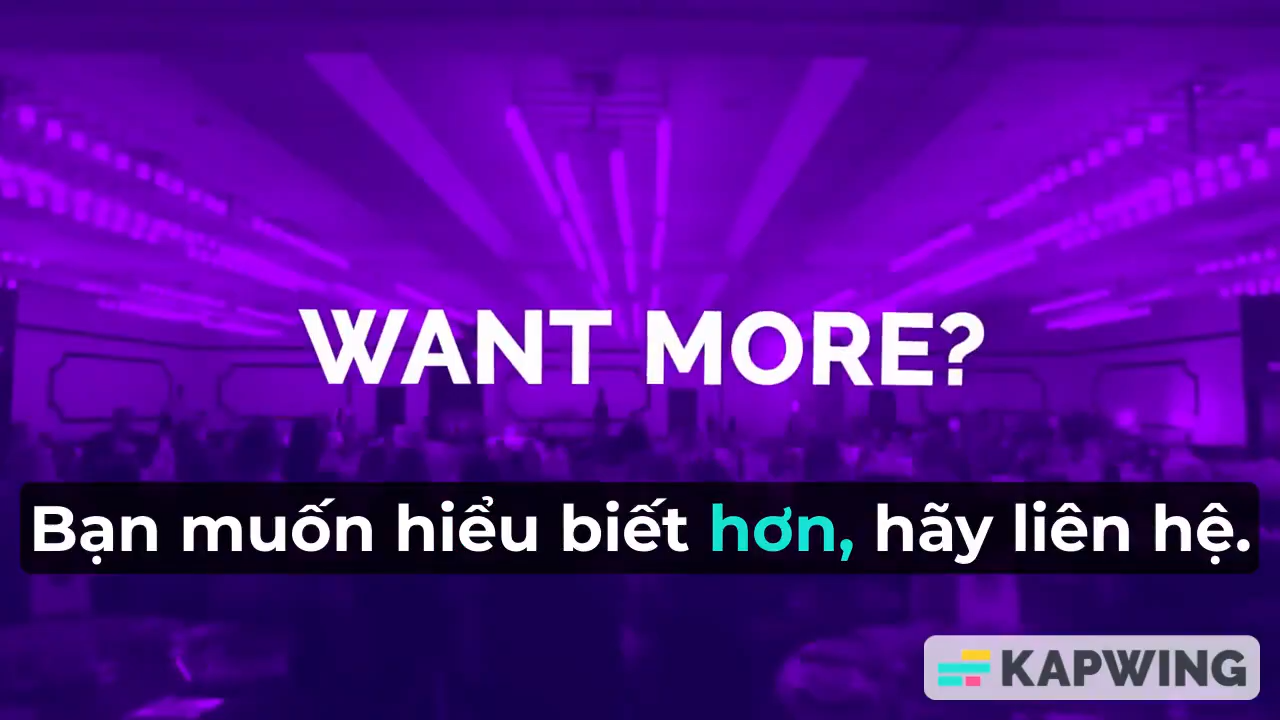 WANT MORE?
Bạn muốn hiểu biết hơn, hãy liên hệ.
KAPWING